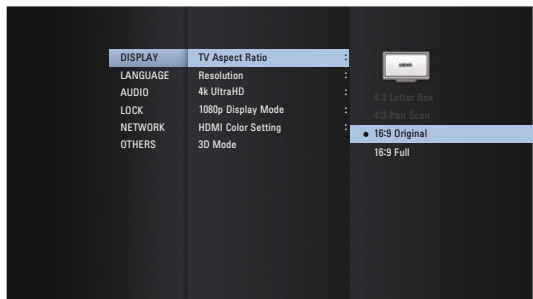 DISPLAY TV Aspect Ratio :
LANGUAGE Resolution :
AUDIO 4k UltraHD :
LOCK 1080p Display Mode :
NETWORK HDMI Color Setting :
OTHERS 3D Mode
4:3 Letter Box
4:3 Pan Scan
● 16:9 Original
16:9 Full